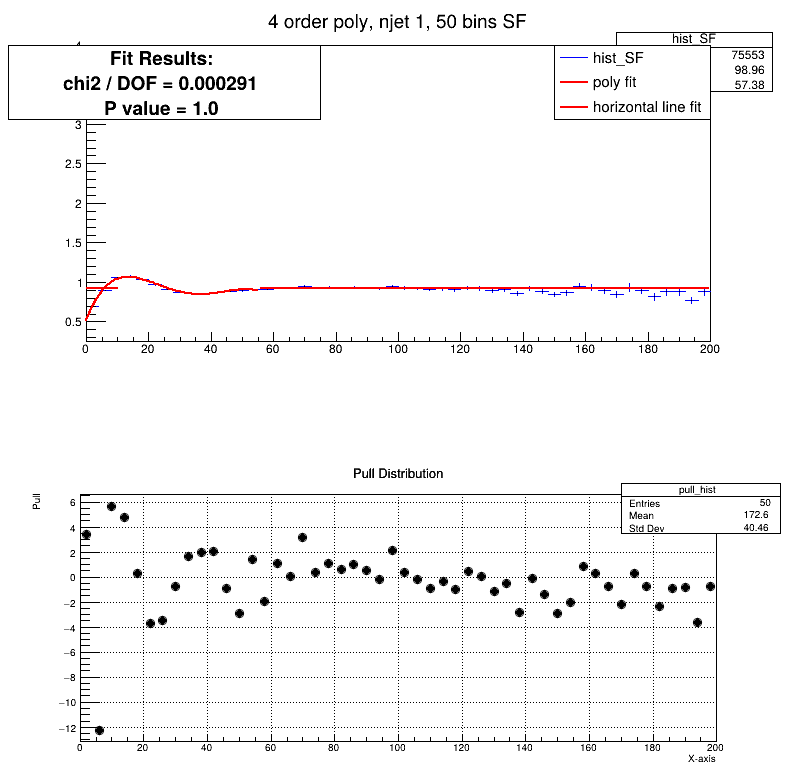 4 order poly, njet 1, 50 bins SF
hist_SF
75553
98.96
57.38
Fit Results:
chi2 / DOF = 0.000291
P value = 1.0
hist_SF
poly fit
horizontal line fit
3
2.5
2
1.5
1
0.5
0 20 40 60 80 100 120 140 160 180 200
Pull Distribution
pull_hist
Entries 50
Mean 172.6
Std Dev 40.46
Pull
6
4
2
0
−2
−4
−6
−8
−10
−12
0 20 40 60 80 100 120 140 160 180 200
X-axis